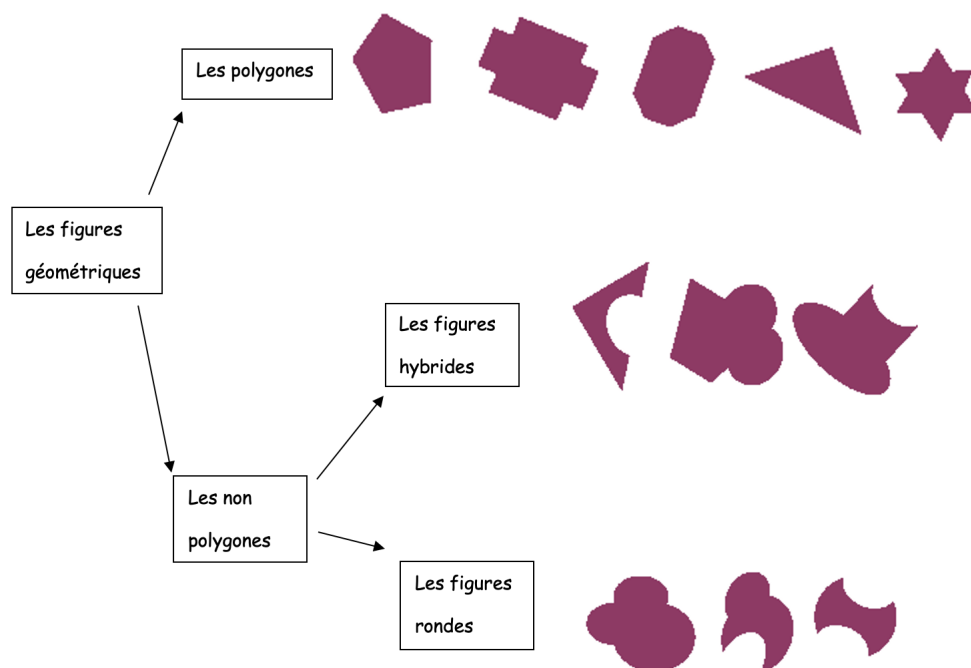 Les polygones
Les figures
géométriques
Les figures
hybrides
Les non
polygones
Les figures
rondes